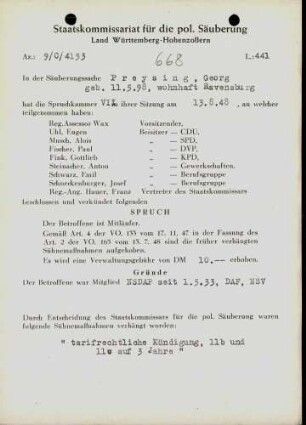 Staatskommissariat für die pol. Säuberung
Land Württemberg-Hohenzollern
Az.: 9/O/4153 L:441
668
In der Säuberungssache Preysing, Georg
geb. 11.5.98, wohnhaft Ravensburg
hat die Spruchkammer VII in ihrer Sitzung am 13.8.48, an welcher
teilgenommen haben:
Reg.Assessor Wax Vorsitzender,
Uhl, Eugen Beisitzer — CDU,
Musch, Alois „ — SPD,
Fischer, Paul „ — DVP,
Fink, Gottlieb „ — KPD,
Steinacher, Anton „ — Gewerkschaften.
Schwarz, Emil „ — Berufsgruppe
Schneckenburger, Josef „ — Berufsgruppe
Reg.-Ang. Bauer, Franz Vertreter des Staatskommissars
beschlossen und verkündet folgenden
SPRUCH
Der Betroffene ist Mitläufer.
Gemäß Art. 4 der VO. 133 vom 17. 11. 47 in der Fassung des
Art. 2 der VO. 165 vom 13. 7. 48 sind die früher verhängten
Sühnemaßnahmen aufgehoben.
Es wird eine Verwaltungsgebühr von DM 10,-- erhoben.
Gründe
Der Betroffene war Mitglied NSDAP seit 1.5.33, DAF, NSV
Durch Entscheidung des Staatskommissars für die pol. Säuberung waren
folgende Sühnemaßnahmen verhängt worden:
" tarifrechtliche Kündigung, 11b und
11c auf 3 Jahre "